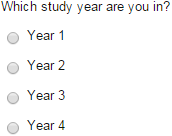 Which study year are you in?
Year 1
Year 2
Year 3
Year 4